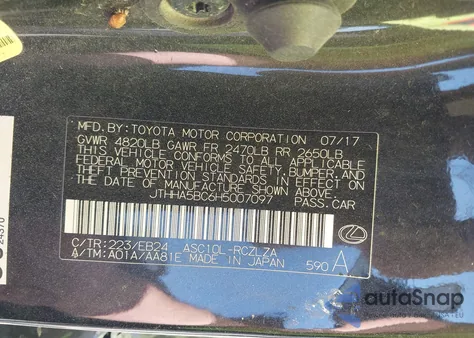 MFD.BY:TOYOTA MOTOR CORPORATION 07/17
GVWR 4820LB GAWR FR 2470LB RR 2650LB
THIS VEHICLE CONFORMS TO ALL APPLICABLE
FEDERAL MOTOR VEHICLE SAFETY, BUMPER, AND
THEFT PREVENTION STANDARDS IN EFFECT ON
THE DATE OF MANUFACTURE SHOWN ABOVE.
JTHHA5BC6H5007097 PASS.CAR
C/TR:223/EB24 ASC10L-RCZLZA
A/TM:A01A/AA81E MADE IN JAPAN 590 A
24370
autoSnap